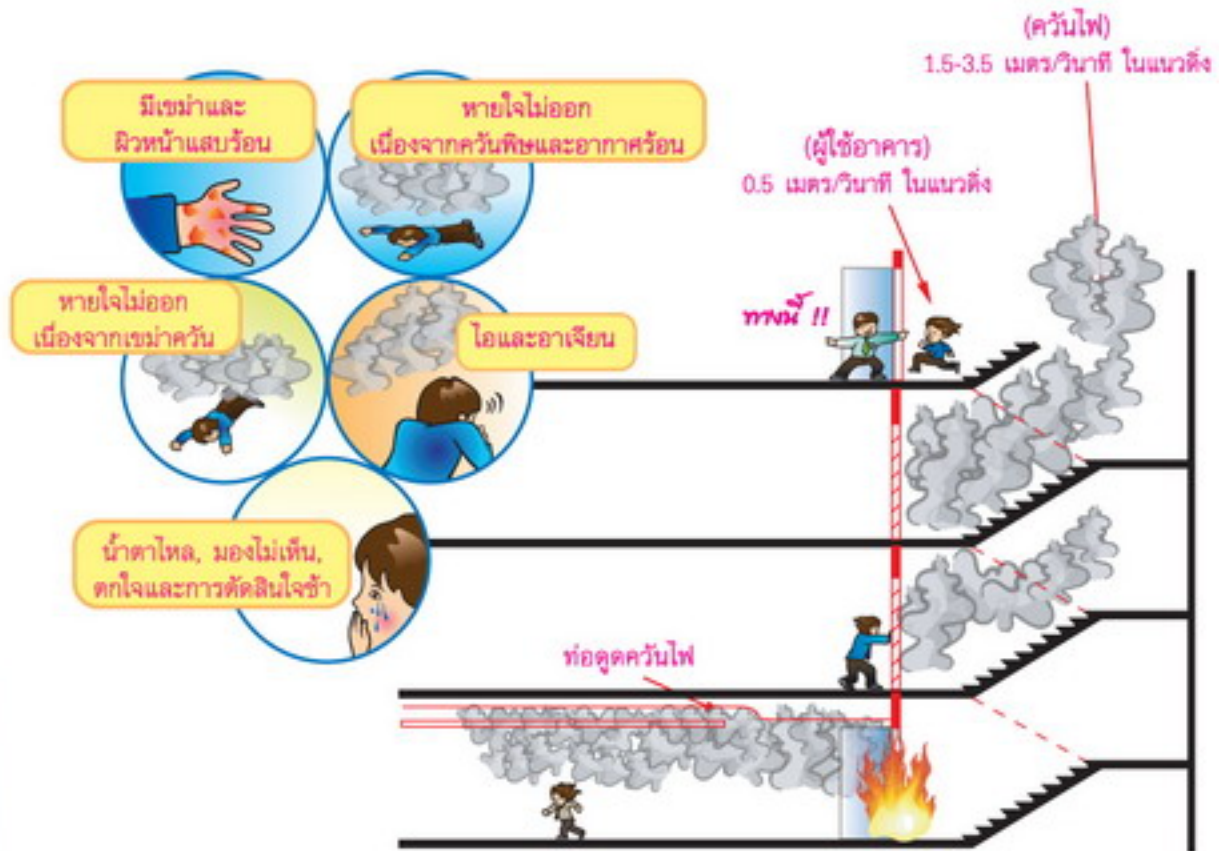 (ควันไฟ)
1.5-3.5 เมตร/วินาที ในแนวดิ่ง
มีเขม่าและ
ผิวหน้าแสบร้อน
หายใจไม่ออก
เนื่องจากควันพิษและอากาศร้อน
(ผู้ใช้อาคาร)
0.5 เมตร/วินาที ในแนวดิ่ง
หายใจไม่ออก
เนื่องจากเขม่าควัน
ไอและอาเจียน
ทางนี้ !!
น้ำตาไหล, มองไม่เห็น,
ตกใจและการตัดสินใจช้า
ท่อดูดควันไฟ